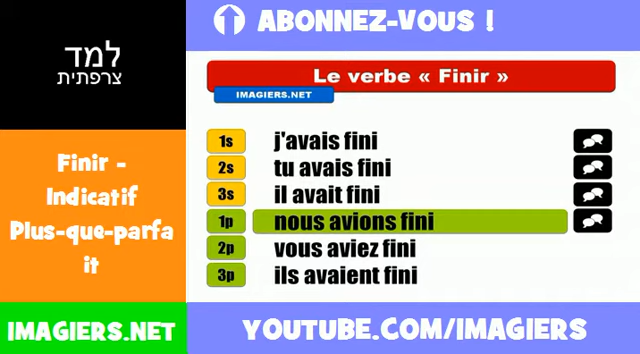 למד
צרפתית
Finir -
Indicatif
Plus-que-parfa
it
IMAGIERS.NET
ABONNEZ-VOUS !
Le verbe « Finir »
IMAGIERS.NET
1s j'avais fini
2s tu avais fini
3s il avait fini
1p nous avions fini
2p vous aviez fini
3p ils avaient fini
YOUTUBE.COM/IMAGIERS